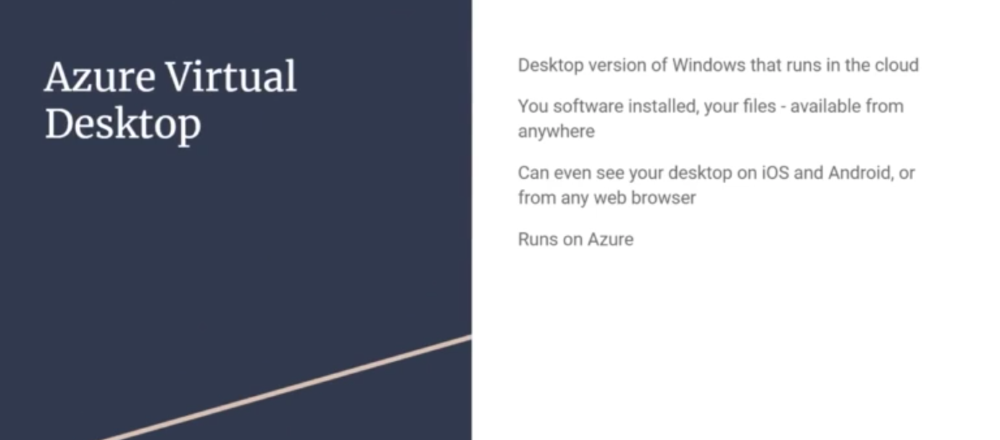 Azure Virtual
Desktop
Desktop version of Windows that runs in the cloud
You software installed, your files - available from
anywhere
Can even see your desktop on iOS and Android, or
from any web browser
Runs on Azure